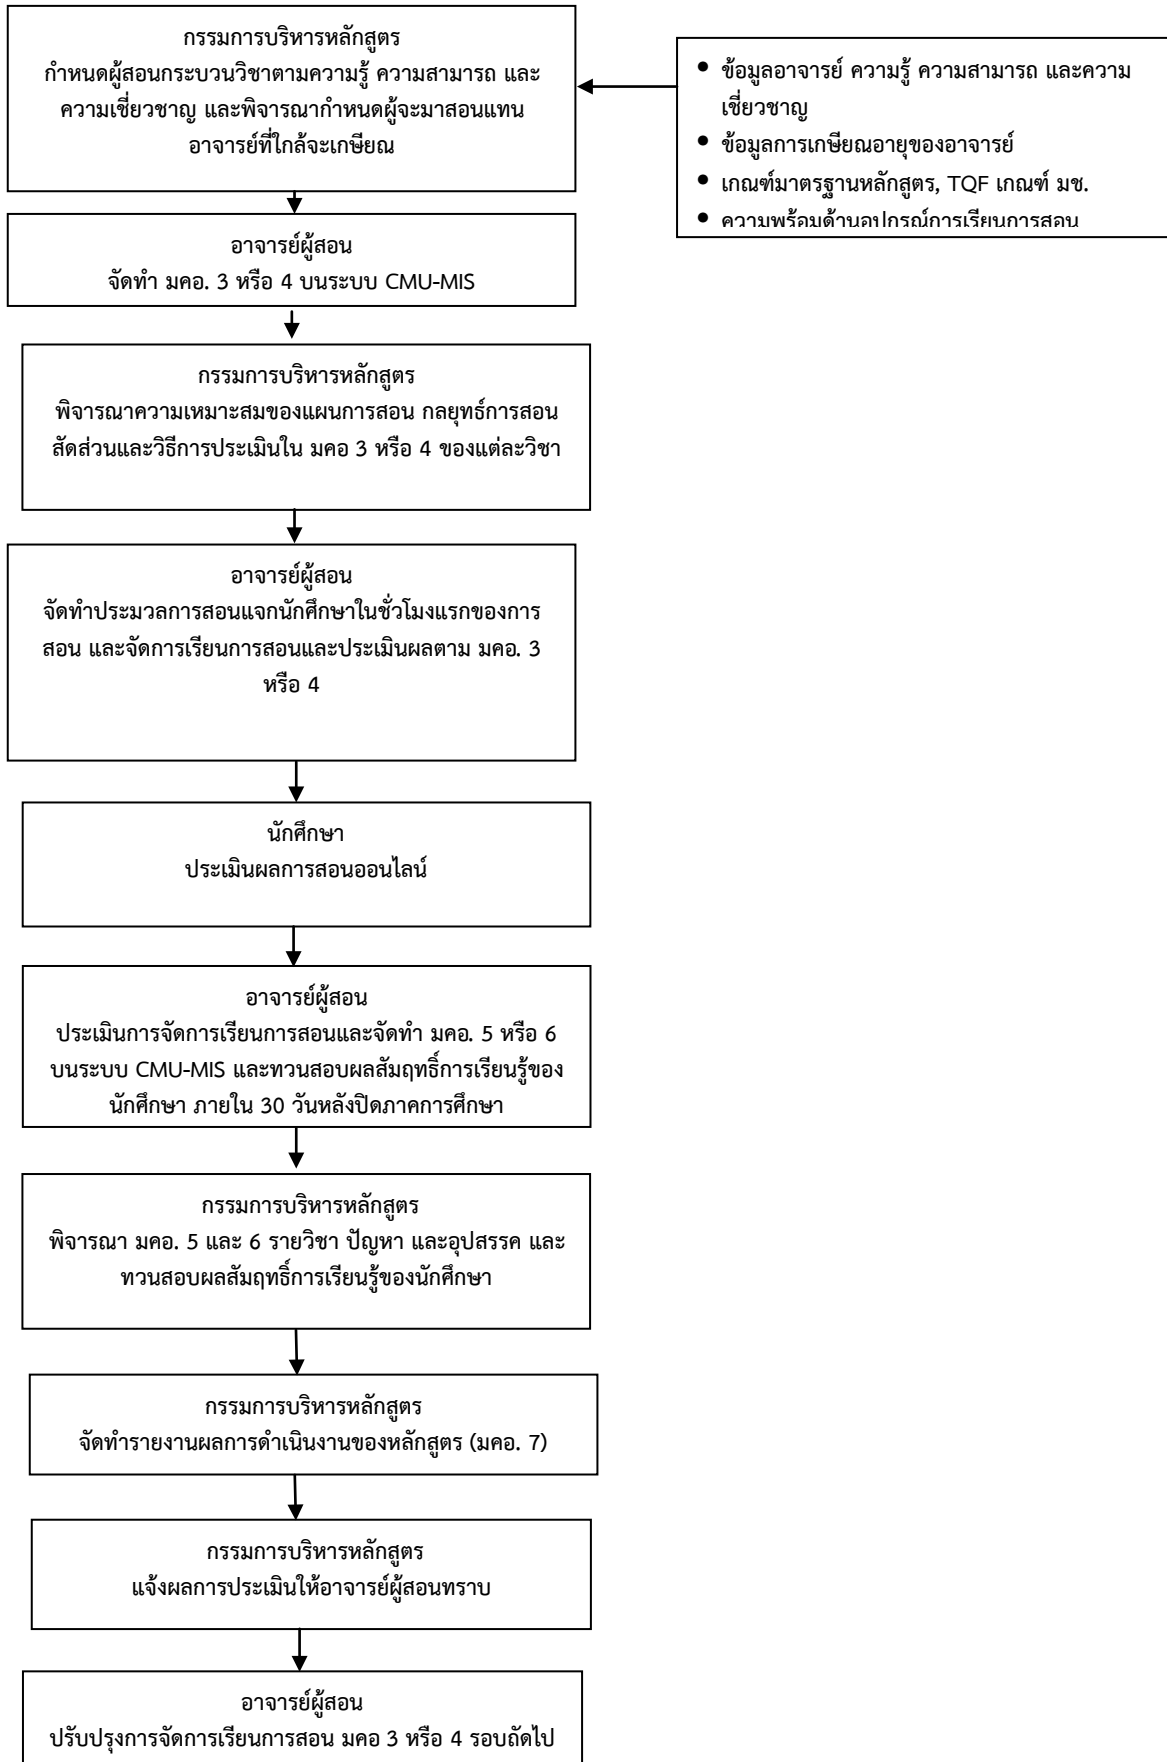 กรรมการบริหารหลักสูตร
กำหนดผู้สอนกระบวนวิชาตามความรู้ ความสามารถ และ
ความเชี่ยวชาญ และพิจารณากำหนดผู้จะมาสอนแทน
อาจารย์ที่ใกล้จะเกษียณ
• ข้อมูลอาจารย์ ความรู้ ความสามารถ และความ
เชี่ยวชาญ
• ข้อมูลการเกษียณอายุของอาจารย์
• เกณฑ์มาตรฐานหลักสูตร, TQF เกณฑ์ มช.
• ความพร้อมด้านอุปกรณ์การเรียนการสอน
อาจารย์ผู้สอน
จัดทำ มคอ. 3 หรือ 4 บนระบบ CMU-MIS
กรรมการบริหารหลักสูตร
พิจารณาความเหมาะสมของแผนการสอน กลยุทธ์การสอน
สัดส่วนและวิธีการประเมินใน มคอ 3 หรือ 4 ของแต่ละวิชา
อาจารย์ผู้สอน
จัดทำประมวลการสอนแจกนักศึกษาในชั่วโมงแรกของการ
สอน และจัดการเรียนการสอนและประเมินผลตาม มคอ. 3
หรือ 4
นักศึกษา
ประเมินผลการสอนออนไลน์
อาจารย์ผู้สอน
ประเมินการจัดการเรียนการสอนและจัดทำ มคอ. 5 หรือ 6
บนระบบ CMU-MIS และทวนสอบผลสัมฤทธิ์การเรียนรู้ของ
นักศึกษา ภายใน 30 วันหลังปิดภาคการศึกษา
กรรมการบริหารหลักสูตร
พิจารณา มคอ. 5 และ 6 รายวิชา ปัญหา และอุปสรรค และ
ทวนสอบผลสัมฤทธิ์การเรียนรู้ของนักศึกษา
กรรมการบริหารหลักสูตร
จัดทำรายงานผลการดำเนินงานของหลักสูตร (มคอ. 7)
กรรมการบริหารหลักสูตร
แจ้งผลการประเมินให้อาจารย์ผู้สอนทราบ
อาจารย์ผู้สอน
ปรับปรุงการจัดการเรียนการสอน มคอ 3 หรือ 4 รอบถัดไป